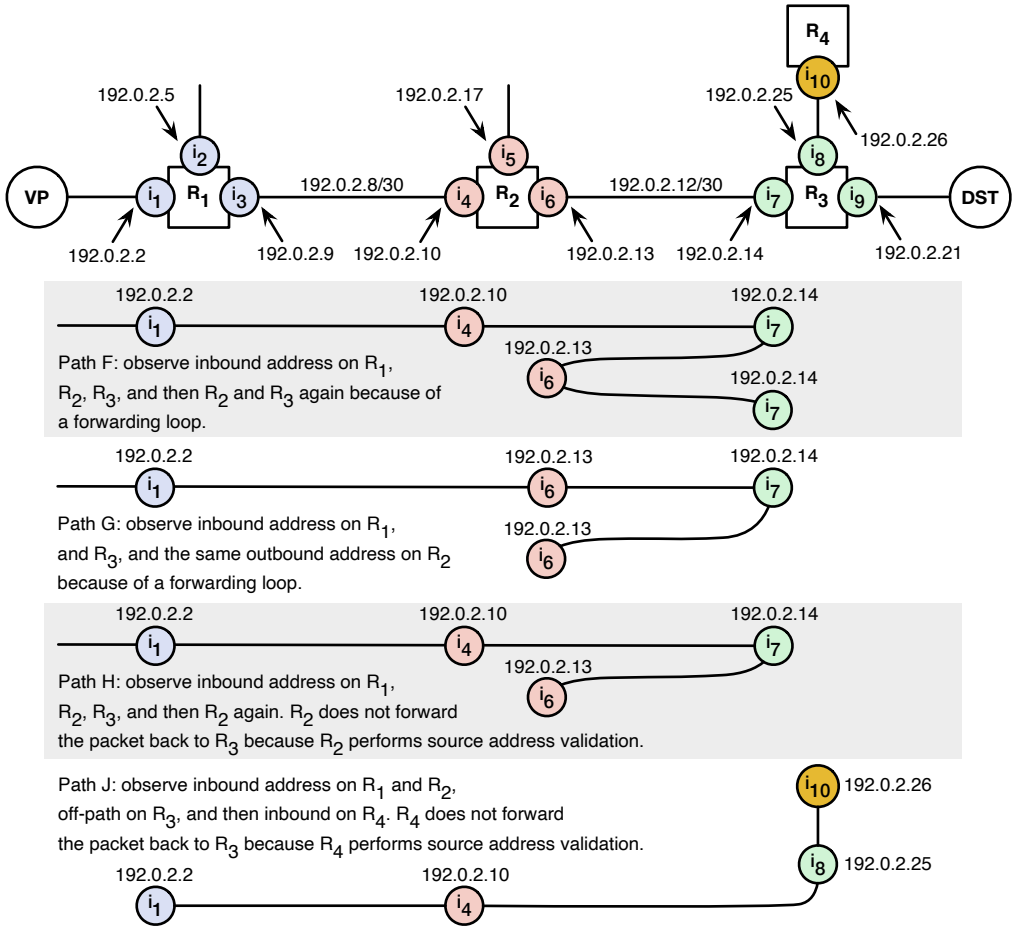 R4
i10
192.0.2.5
192.0.2.17
192.0.2.25
192.0.2.26
i2
i5
i8
VP
i1
R1
i3
192.0.2.8/30
i4
R2
i6
192.0.2.12/30
i7
R3
i9
DST
192.0.2.2
192.0.2.9
192.0.2.10
192.0.2.13
192.0.2.14
192.0.2.21
192.0.2.2
192.0.2.10
192.0.2.14
i1
i4
i7
192.0.2.13
i6
192.0.2.14
i7
Path F: observe inbound address on R1,
R2, R3, and then R2 and R3 again because of
a forwarding loop.
192.0.2.2
192.0.2.13
192.0.2.14
i1
i6
i7
192.0.2.13
i6
Path G: observe inbound address on R1,
and R3, and the same outbound address on R2
because of a forwarding loop.
192.0.2.2
192.0.2.10
192.0.2.14
i1
i4
i7
192.0.2.13
i6
Path H: observe inbound address on R1,
R2, R3, and then R2 again. R2 does not forward
the packet back to R3 because R2 performs source address validation.
Path J: observe inbound address on R1 and R2,
off-path on R3, and then inbound on R4. R4 does not forward
the packet back to R3 because R4 performs source address validation.
i10
192.0.2.26
i8
192.0.2.25
192.0.2.2
192.0.2.10
i1
i4